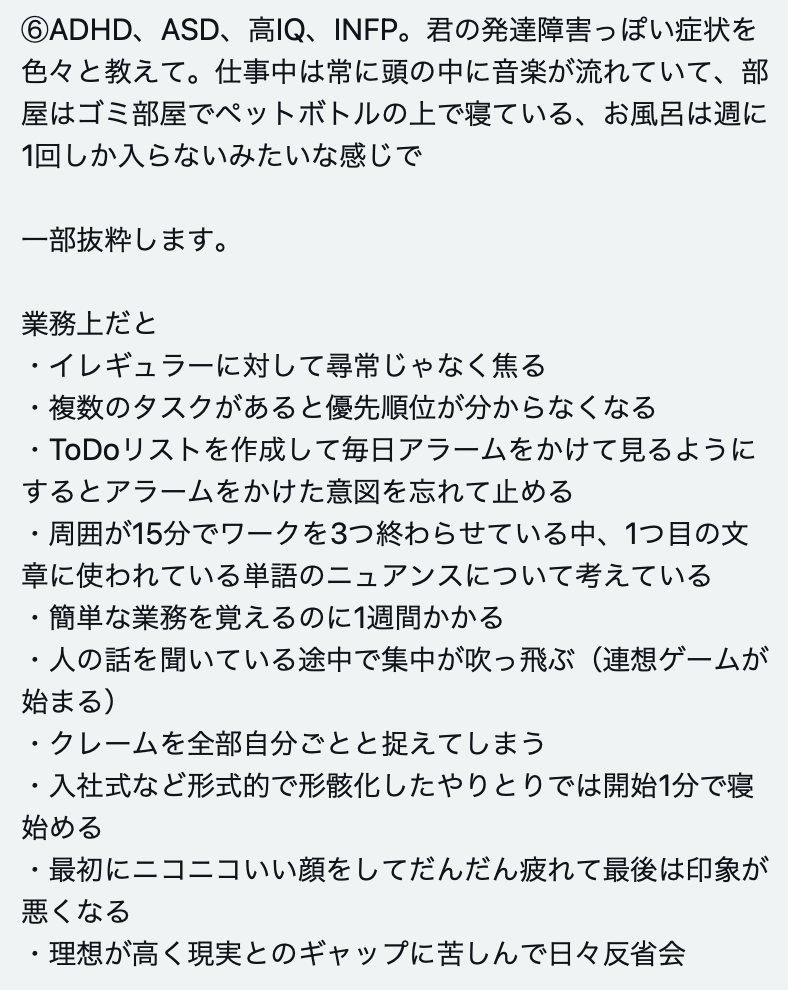 ⑥ADHD、ASD、高IQ、INFP。君の発達障害っぽい症状を
色々と教えて。仕事中は常に頭の中に音楽が流れていて、部
屋はゴミ部屋でペットボトルの上で寝ている、お風呂は週に
1回しか入らないみたいな感じで
一部抜粋します。
業務上だと
・イレギュラーに対して尋常じゃなく焦る
・複数のタスクがあると優先順位が分からなくなる
・ToDoリストを作成して毎日アラームをかけて見るように
するとアラームをかけた意図を忘れて止める
・周囲が15分でワークを3つ終わらせている中、1つ目の文
章に使われている単語のニュアンスについて考えている
・簡単な業務を覚えるのに1週間かかる
・人の話を聞いている途中で集中が吹っ飛ぶ（連想ゲームが
始まる）
・クレームを全部自分ごとと捉えてしまう
・入社式など形式的で形骸化したやりとりでは開始1分で寝
始める
・最初にニコニコいい顔をしてだんだん疲れて最後は印象が
悪くなる
・理想が高く現実とのギャップに苦しんで日々反省会